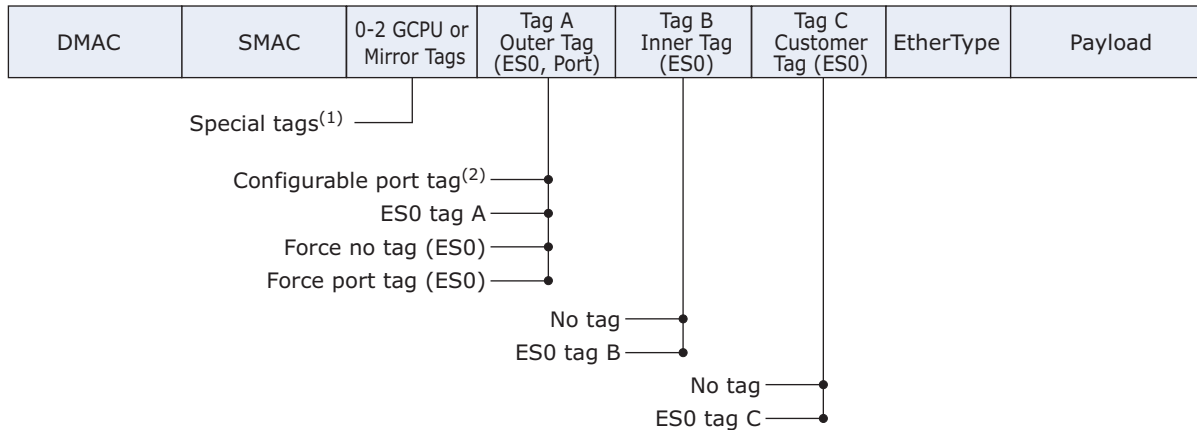 DMAC
SMAC
0-2 GCPU or
Mirror Tags
Tag A
Outer Tag
(ES0, Port)
Tag B
Inner Tag
(ES0)
Tag C
Customer
Tag (ES0)
EtherType
Payload
Special tags(1)
Configurable port tag(2)
ES0 tag A
Force no tag (ES0)
Force port tag (ES0)
No tag
ES0 tag B
No tag
ES0 tag C